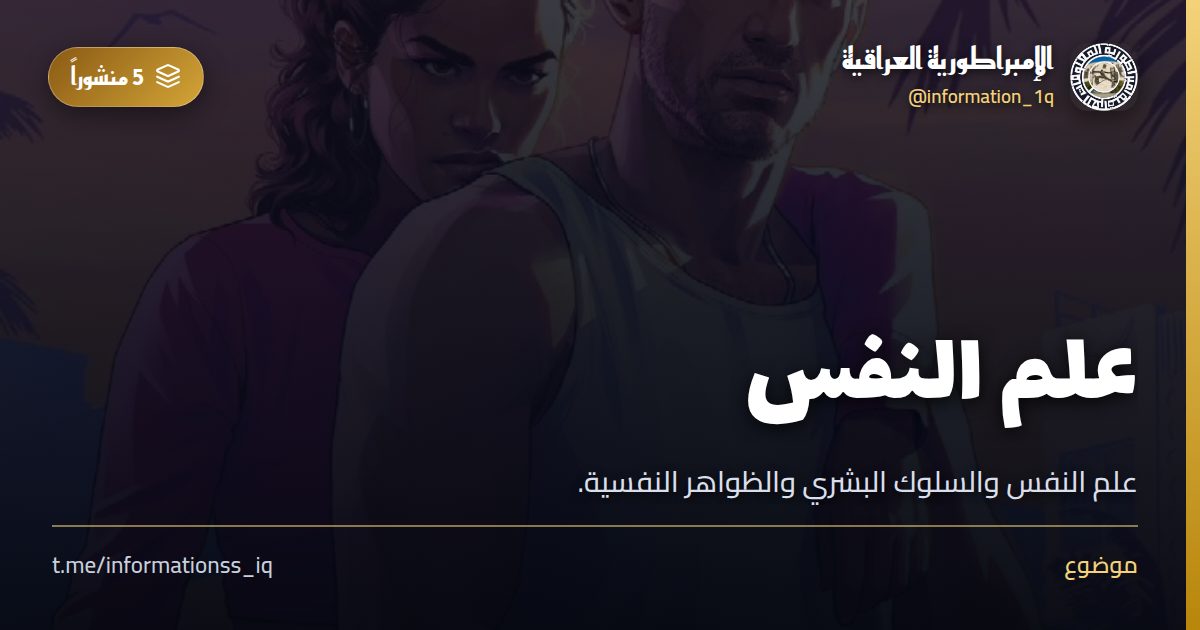 الإمبراطورية العراقية
@information_1q
5 منشوراً
علم النفس
علم النفس والسلوك البشري والظواهر النفسية.
موضوع
t.me/informationss_iq